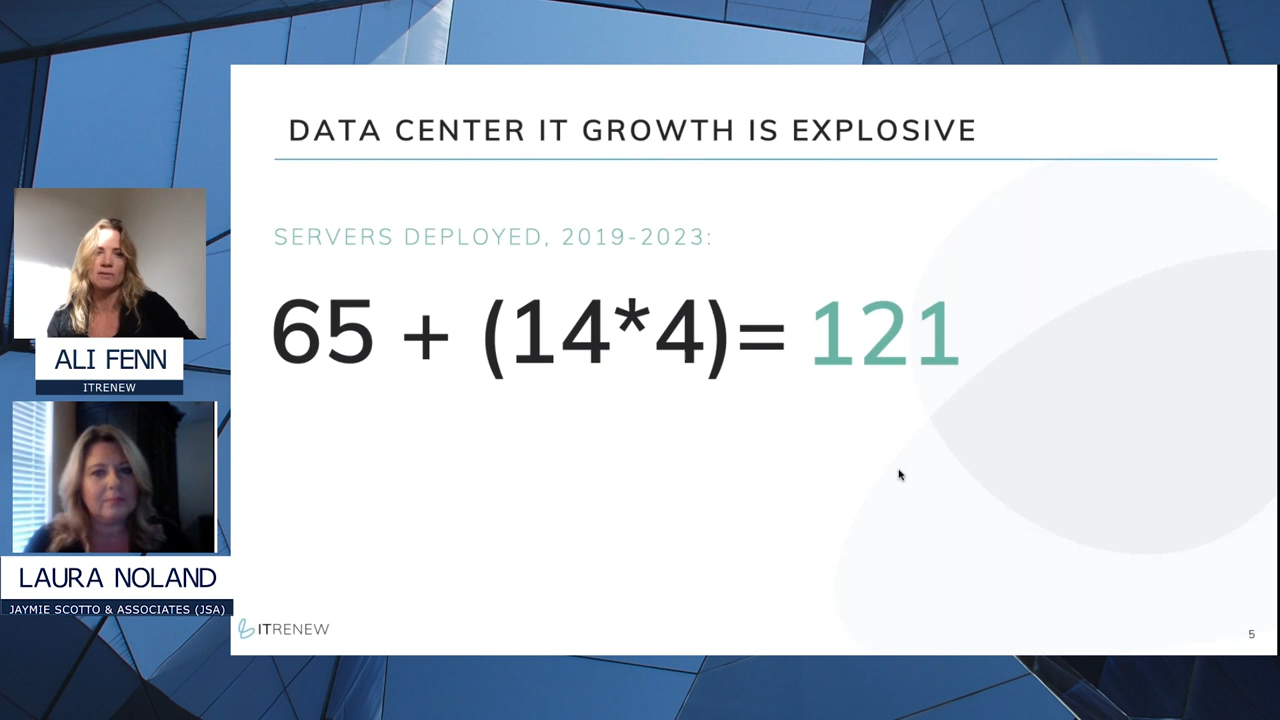 DATA CENTER IT GROWTH IS EXPLOSIVE
SERVERS DEPLOYED, 2019-2023:
65 + (14*4)= 121
ALI FENN
ITRENEW
LAURA NOLAND
JAYMIE SCOTTO & ASSOCIATES (JSA)
ITRENEW
5